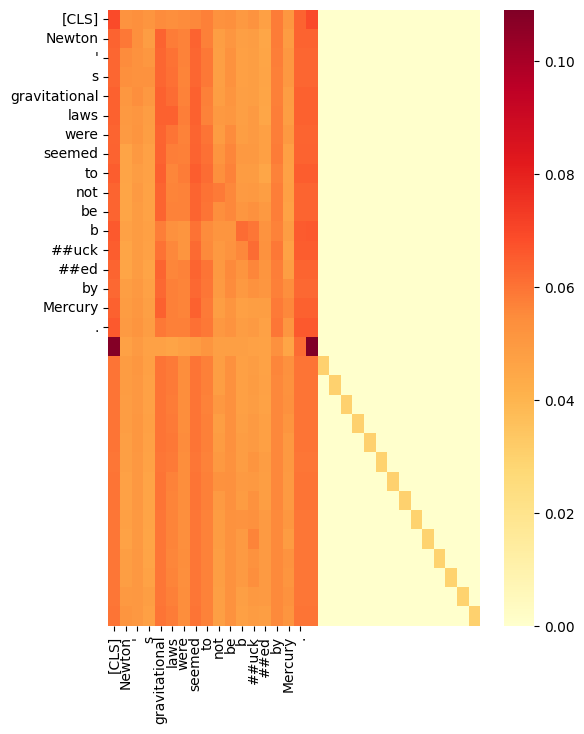 [CLS]
Newton
'
s
gravitational
laws
were
seemed
to
not
be
b
##uck
##ed
by
Mercury
.
0.10
0.08
0.06
0.04
0.02
0.00
[CLS]
Newton
'
s
gravitational
laws
were
seemed
to
not
be
b
##uck
##ed
by
Mercury
.